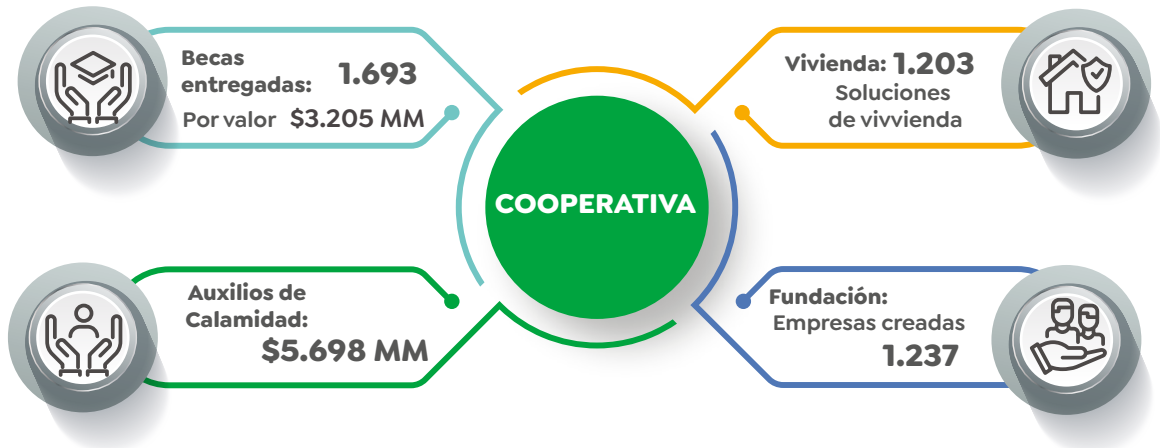 Becas
entregadas: 1.693
Por valor $3.205 MM
Vivienda: 1.203
Soluciones
de vivvienda
COOPERATIVA
Auxilios de
Calamidad:
$5.698 MM
Fundación:
Empresas creadas
1.237